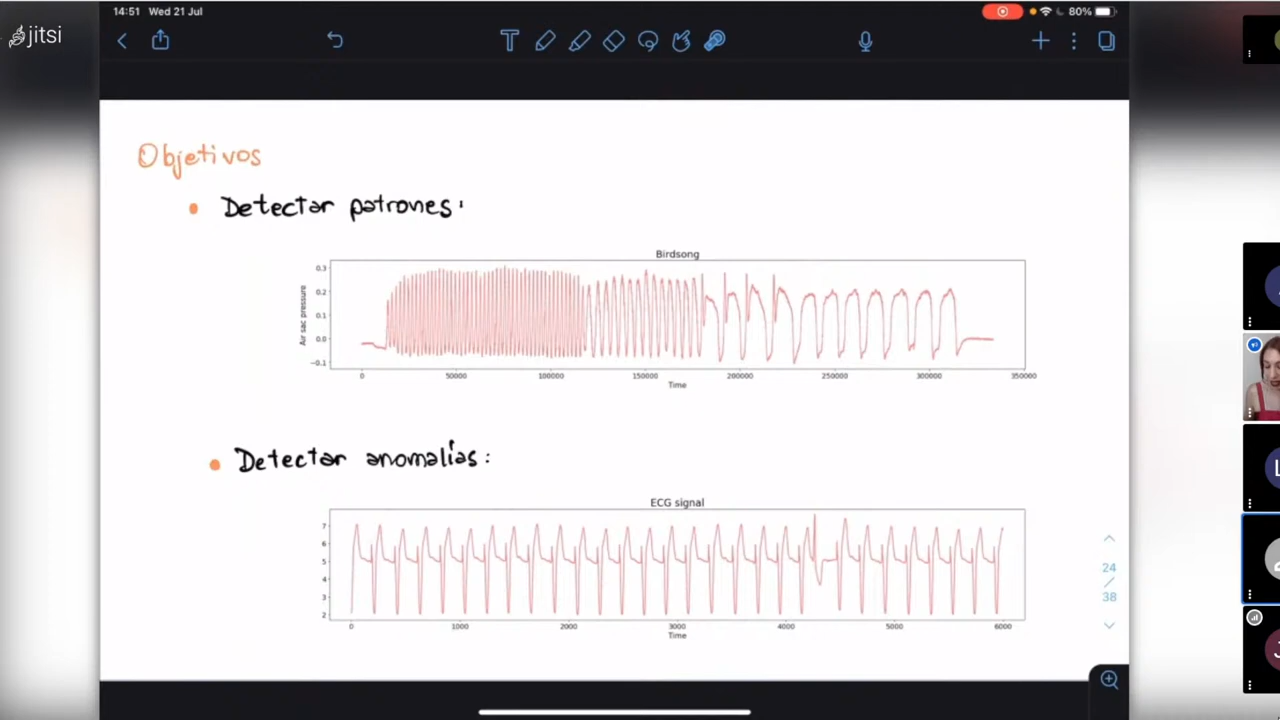 14:51 Wed 21 Jul
80%
jitsi
Objetivos
Detectar patrones:
Birdsong
Air sac pressure
0.3
0.2
0.1
0.0
−0.1
0 50000 100000 150000 200000 250000 300000 350000
Time
Detectar anomalías:
ECG signal
7
6
5
4
3
2
0 1000 2000 3000 4000 5000 6000
Time
24
/
38